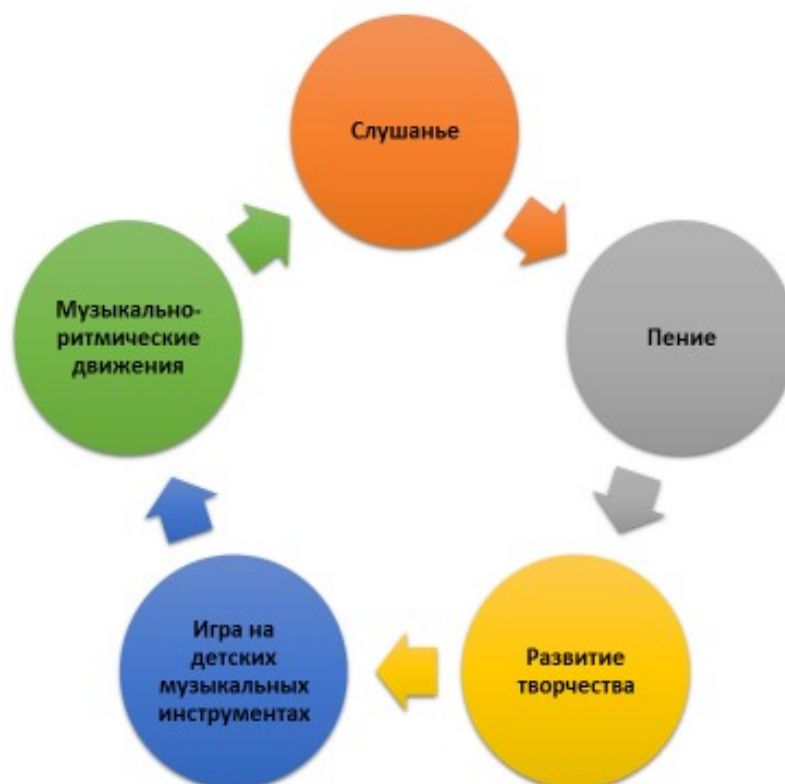 Слушанье
Пение
Развитие
творчества
Игра на
детских
музыкальных
инструментах
Музыкально-
ритмические
движения